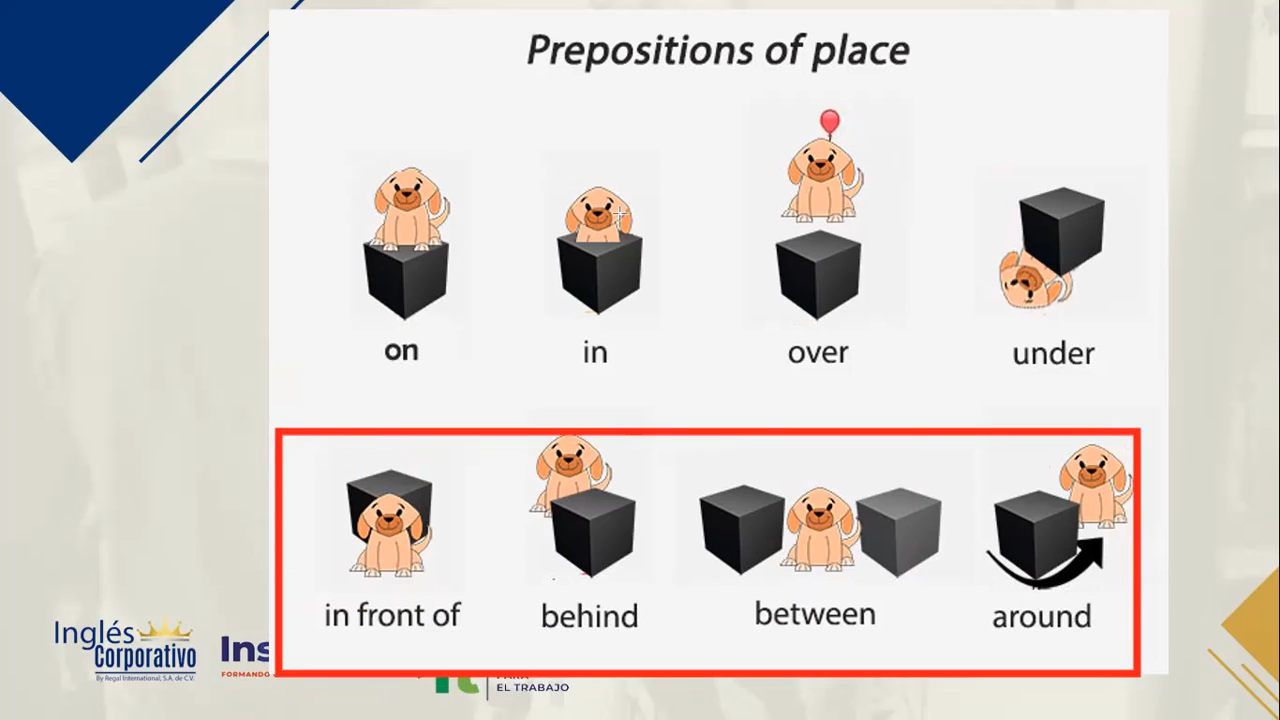 Prepositions of place
on
in
over
under
in front of
behind
between
around
Inglés
Corporativo
By Regal International, S.A. de C.V.
Ins
FORMANDO
EL TRABAJO